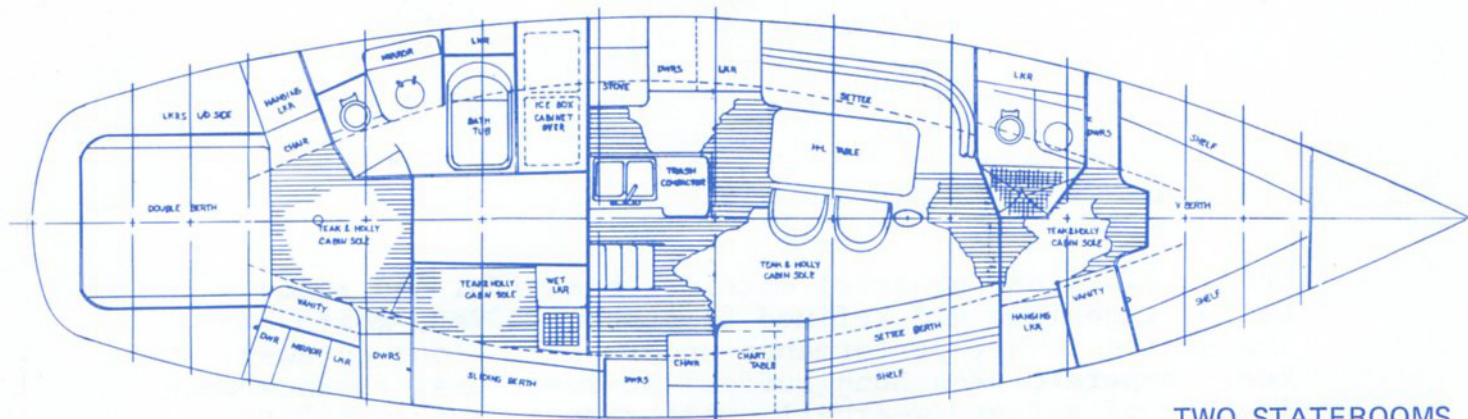 LKRS U/D SIDE
HANGING
LKR
CHAIR
MIRROR
LKR
BATH
TUB
ICE BOX
CABINET
OVER
STOVE
DWRS
LKR
SETTEE
HI-L TABLE
TRASH
COMPACTOR
LKR
DWRS
SHELF
V BERTH
DOUBLE BERTH
TEAK & HOLLY
CABIN SOLE
TEAK & HOLLY
CABIN SOLE
WET
LKR
TEAK & HOLLY
CABIN SOLE
TEAK & HOLLY
CABIN SOLE
VANITY
DWR
MIRROR
LKR
DWRS
SLIDING BERTH
DWRS
CHAIR
CHART
TABLE
SETTEE BERTH
SHELF
HANGING
LKR
VANITY
SHELF
TWO STATEROOMS